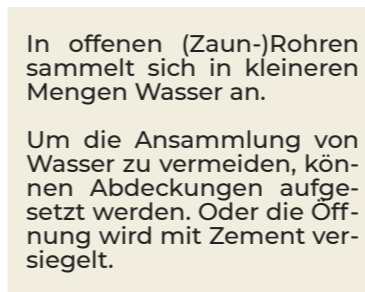 In offenen (Zaun-)Rohren
sammelt sich in kleineren
Mengen Wasser an.
Um die Ansammlung von
Wasser zu vermeiden, kön-
nen Abdeckungen aufge-
setzt werden. Oder die Öff-
nung wird mit Zement ver-
siegelt.